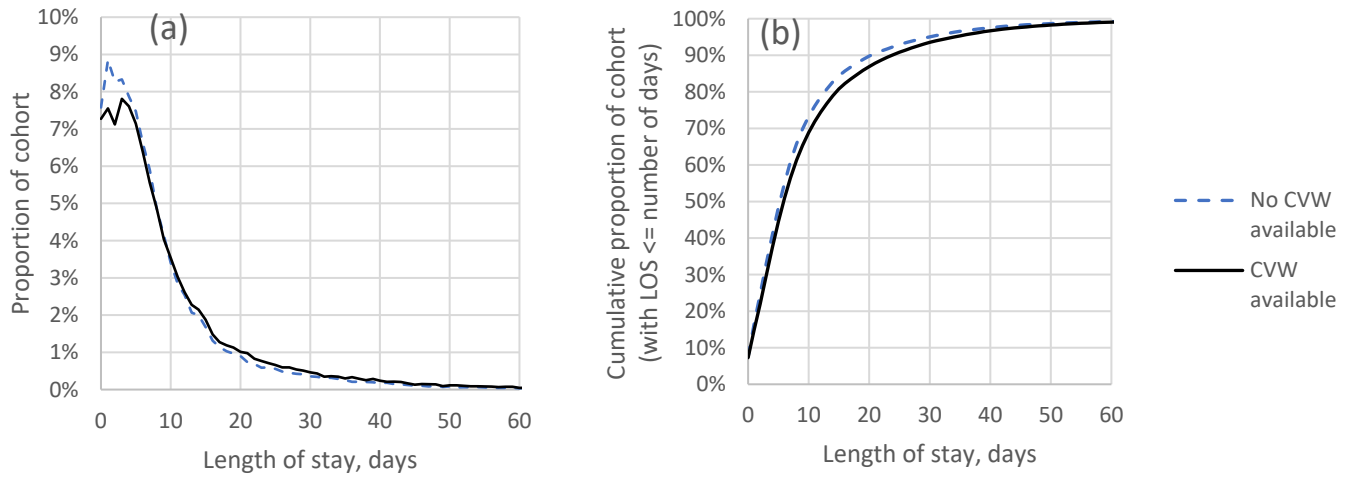 (a)
Proportion of cohort
10%
9%
8%
7%
6%
5%
4%
3%
2%
1%
0%
0 10 20 30 40 50 60
Length of stay, days
(b)
Cumulative proportion of cohort
(with LOS <= number of days)
100%
90%
80%
70%
60%
50%
40%
30%
20%
10%
0%
0 10 20 30 40 50 60
Length of stay, days
No CVW
available
CVW
available